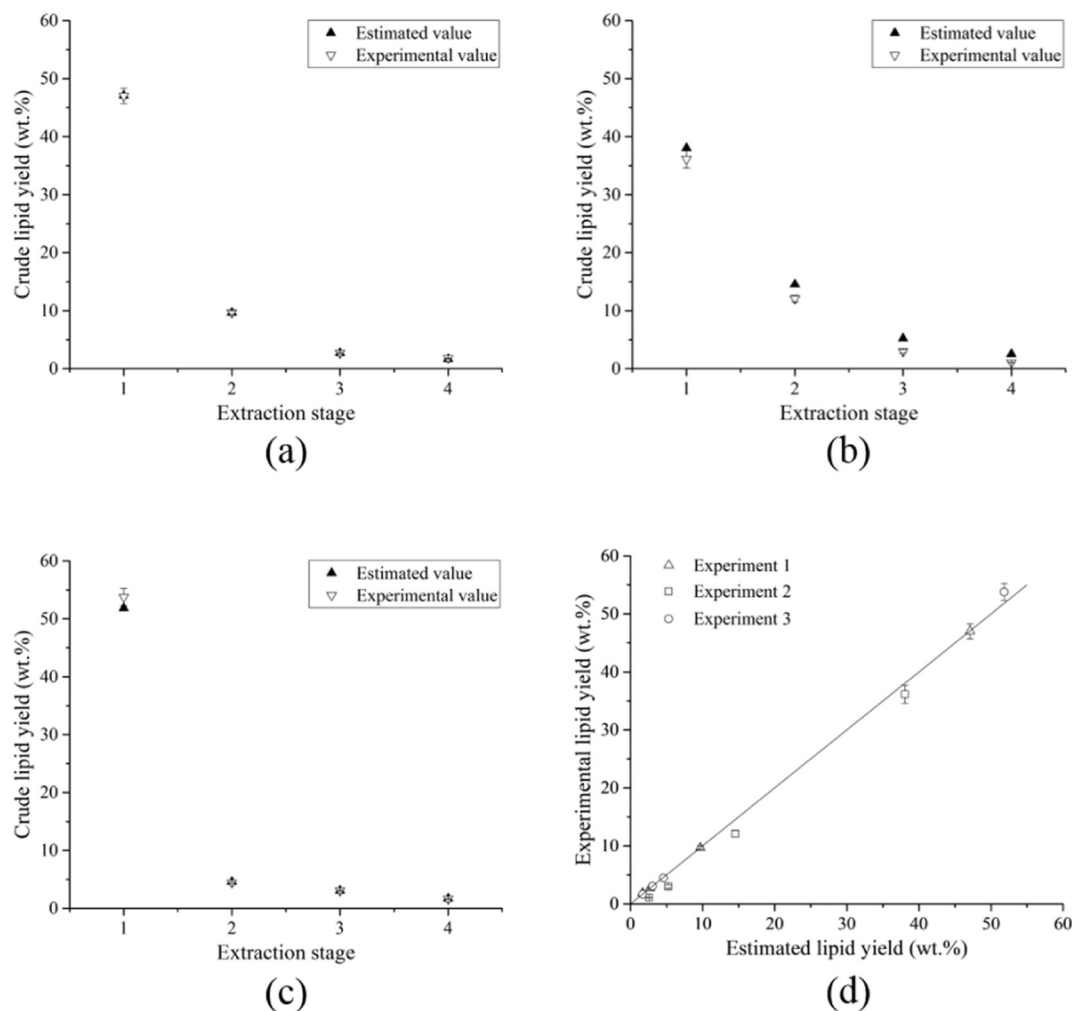 60
50
40
30
20
10
0
Crude lipid yield (wt.%)
Estimated value
Experimental value
1 2 3 4
Extraction stage
(a)
60
50
40
30
20
10
0
Crude lipid yield (wt.%)
Estimated value
Experimental value
1 2 3 4
Extraction stage
(b)
60
50
40
30
20
10
0
Crude lipid yield (wt.%)
Estimated value
Experimental value
1 2 3 4
Extraction stage
(c)
60
50
40
30
20
10
0
Experimental lipid yield (wt.%)
Experiment 1
Experiment 2
Experiment 3
0 10 20 30 40 50 60
Estimated lipid yield (wt.%)
(d)